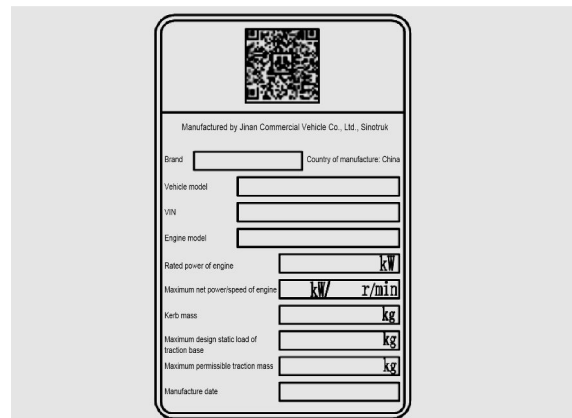 Manufactured by Jinan Commercial Vehicle Co., Ltd., Sinotruk
Brand Country of manufacture: China
Vehicle model
VIN
Engine model
Rated power of engine kW
Maximum net power/speed of engine kW/ r/min
Kerb mass kg
Maximum design static load of
traction base kg
Maximum permissible traction mass kg
Manufacture date